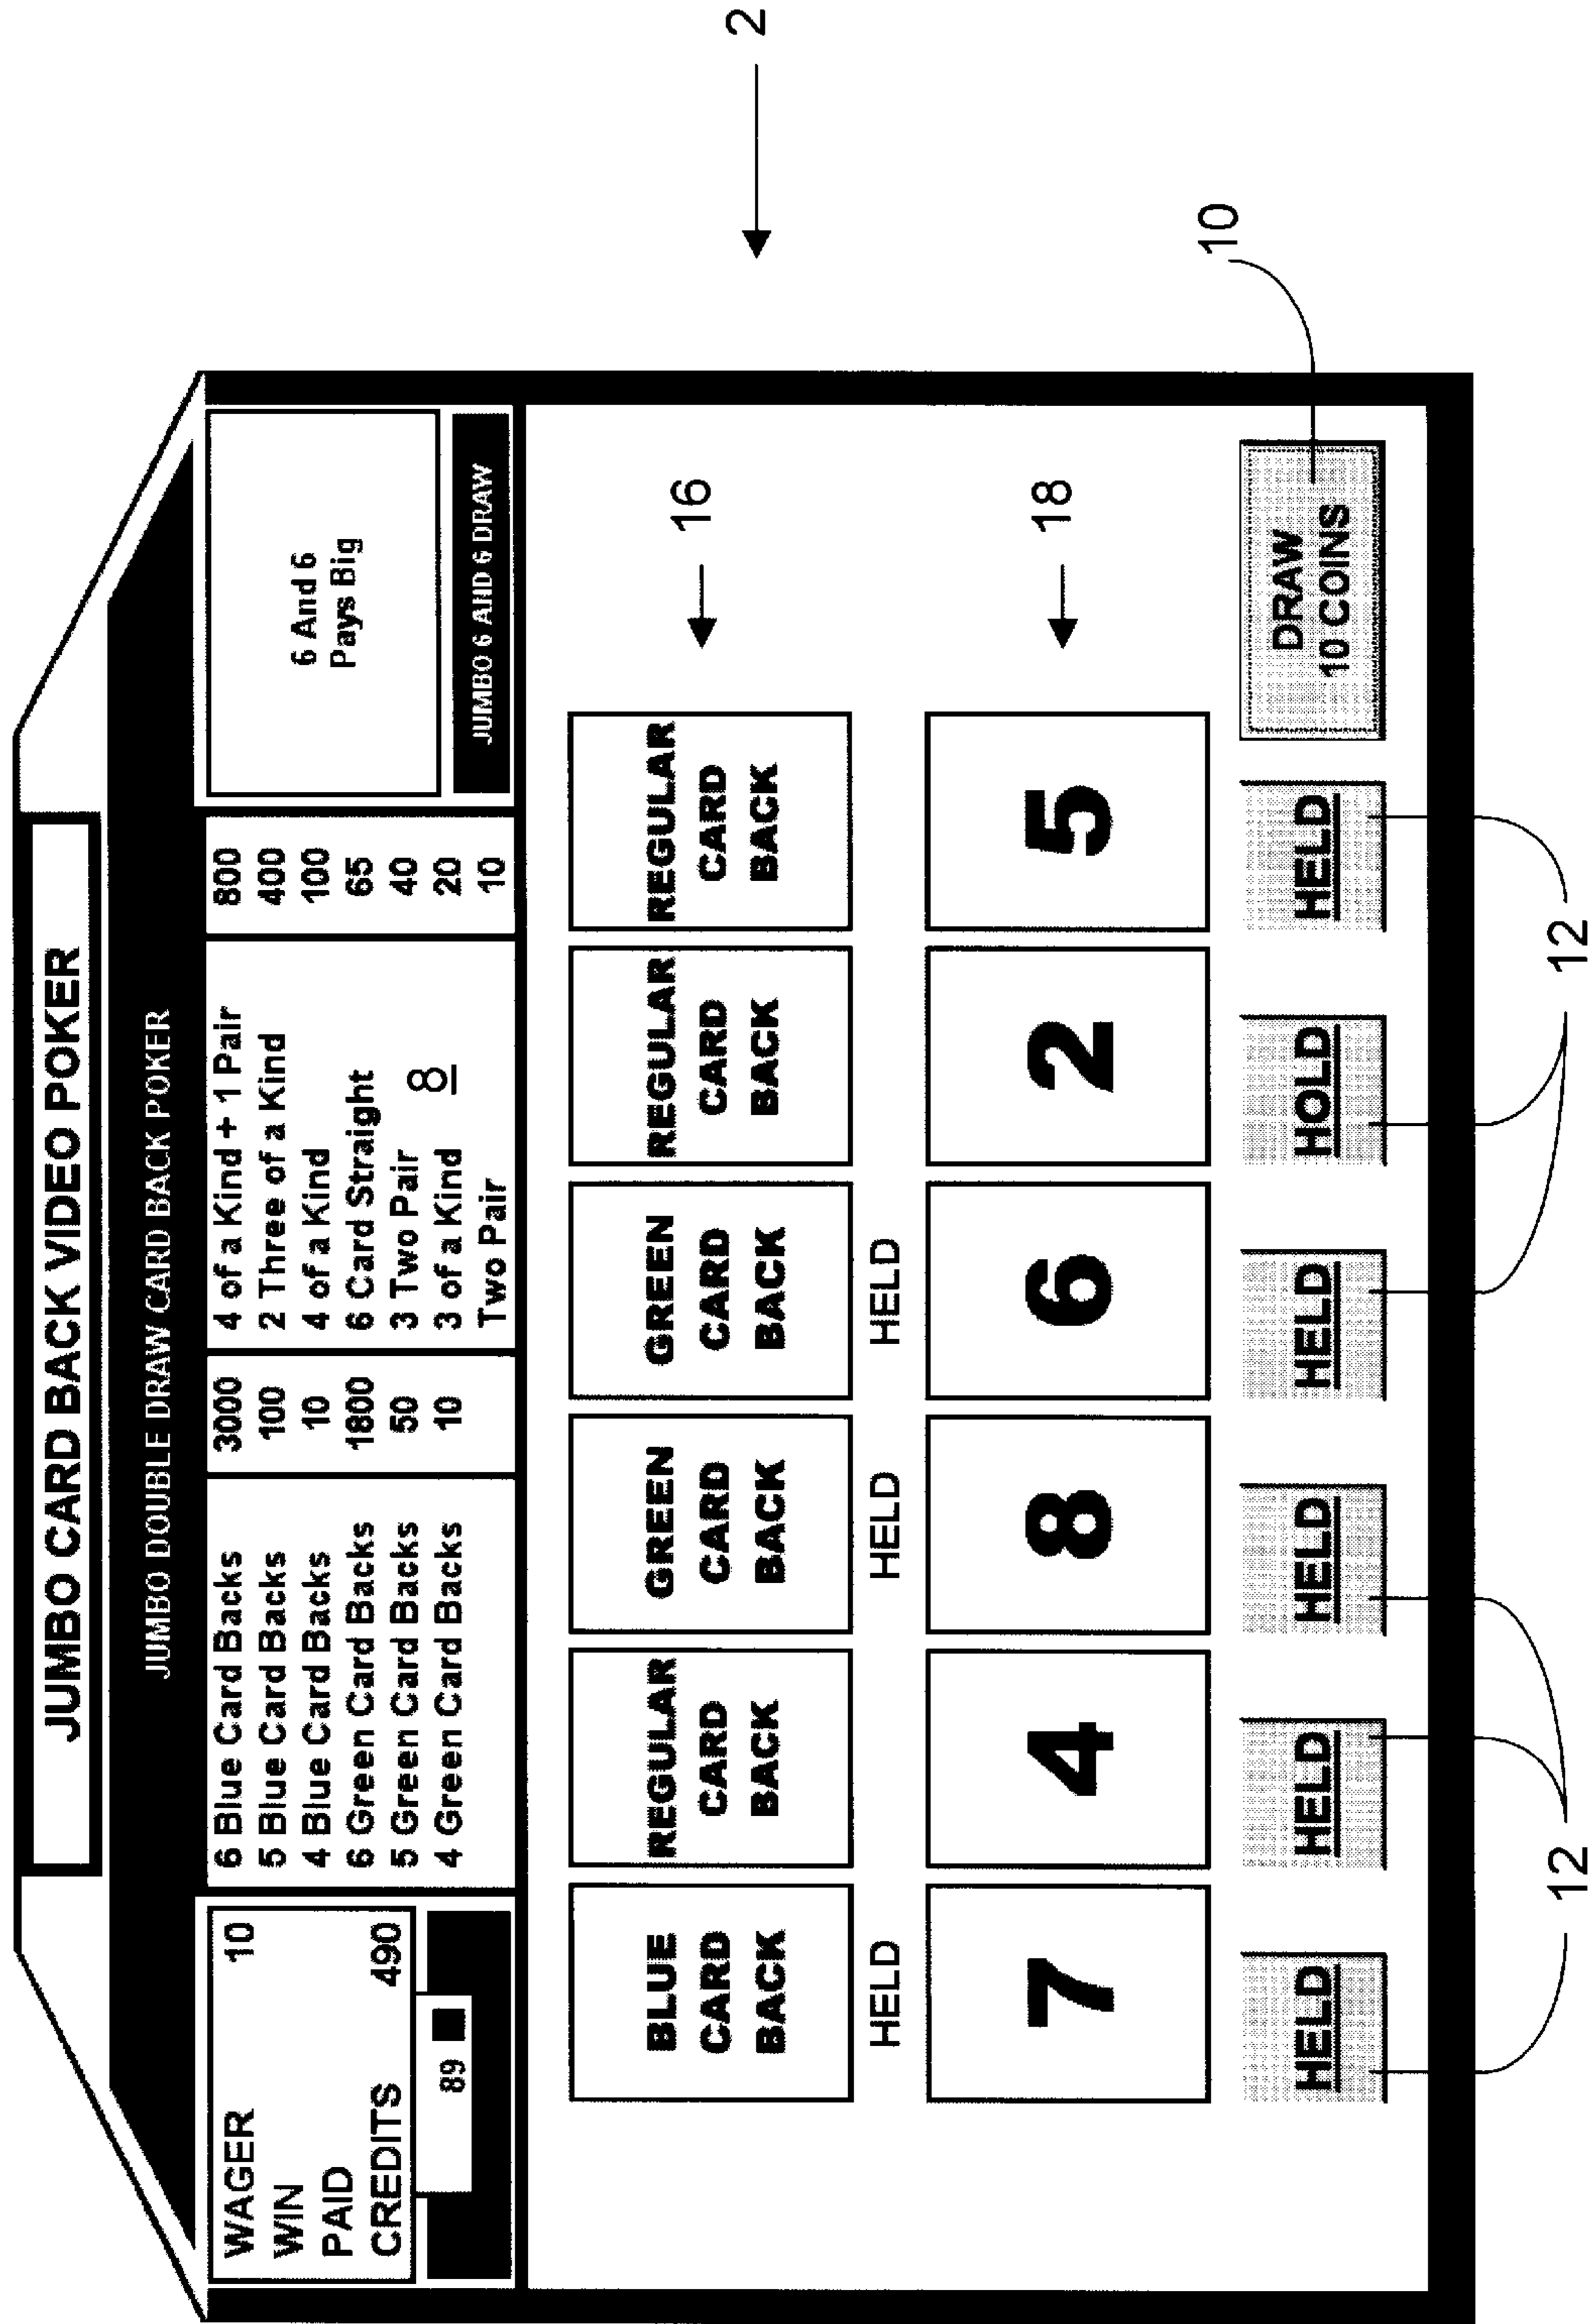 JUMBO CARD BACK VIDEO POKER
JUMBO DOUBLE DRAW CARD BACK POKER
WAGER 10
WIN
PAID
CREDITS 490
89
6 Blue Card Backs 3000
5 Blue Card Backs 100
4 Blue Card Backs 10
6 Green Card Backs 1800
5 Green Card Backs 50
4 Green Card Backs 10
4 of a Kind + 1 Pair 800
2 Three of a Kind 400
4 of a Kind 100
6 Card Straight 65
3 Two Pair 40
3 of a Kind 20
Two Pair 10
8
6 And 6
Pays Big
JUMBO 6 AND 6 DRAW
2
BLUE
CARD
BACK
REGULAR
CARD
BACK
GREEN
CARD
BACK
GREEN
CARD
BACK
REGULAR
CARD
BACK
REGULAR
CARD
BACK
16
HELD HELD HELD
7 4 8 6 2 5
18
HELD HELD HELD HELD HOLD HELD
DRAW
10 COINS
10
12 12